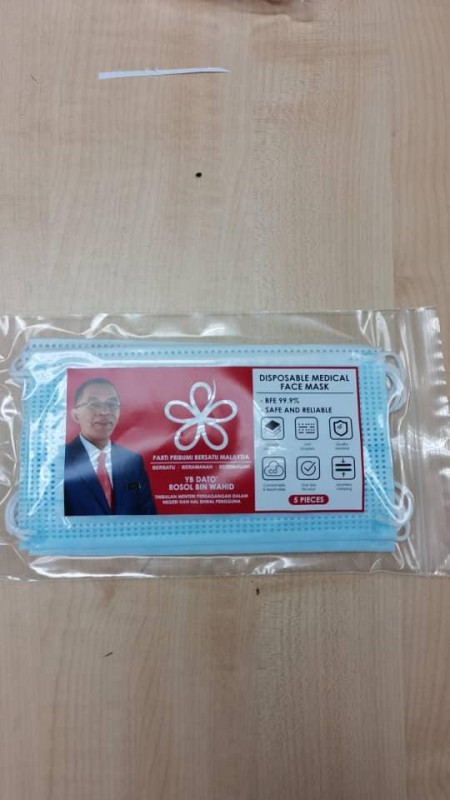 PARTI PRIBUMI BERSATU MALAYSIA
BERSATU · BERAMANAH · SEDERHANA
YB DATO'
ROSOL BIN WAHID
TIMBALAN MENTERI PERDAGANGAN DALAM
NEGERI DAN HAL EHWAL PENGGUNA
DISPOSABLE MEDICAL
FACE MASK
· BFE 99.9%
· SAFE AND RELIABLE
5 PIECES